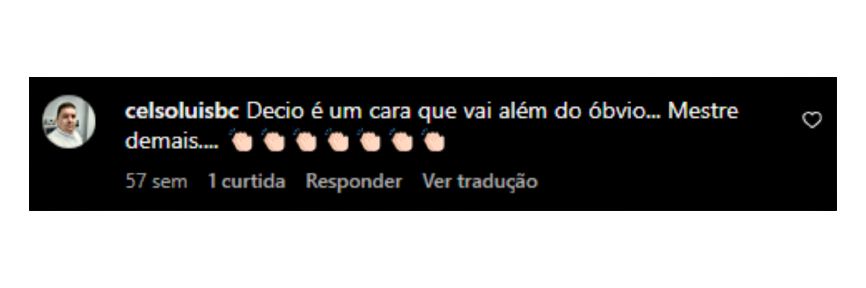 celsoluisbc Decio é um cara que vai além do óbvio... Mestre
demais.... 👏🏻👏🏻👏🏻👏🏻👏🏻👏🏻👏🏻
57 sem 1 curtida Responder Ver tradução